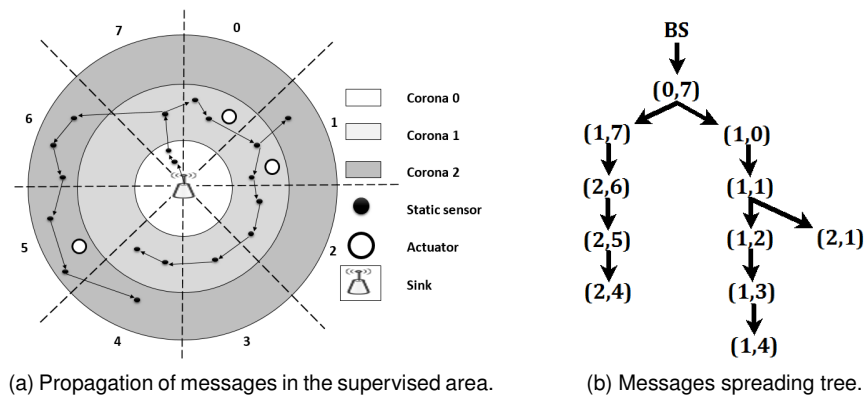 7
0
6
1
5
2
4
3
Corona 0
Corona 1
Corona 2
Static sensor
Actuator
Sink
(a) Propagation of messages in the supervised area.
BS
(0,7)
(1,7) (1,0)
(2,6) (1,1)
(2,5) (1,2) (2,1)
(2,4) (1,3)
(1,4)
(b) Messages spreading tree.